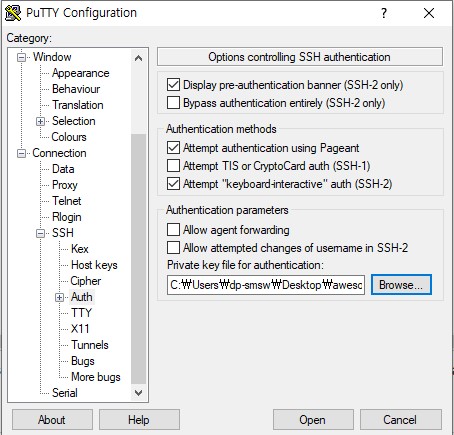 PuTTY Configuration
? ×
Category:
Window
Appearance
Behaviour
Translation
Selection
Colours
Connection
Data
Proxy
Telnet
Rlogin
SSH
Kex
Host keys
Cipher
Auth
TTY
X11
Tunnels
Bugs
More bugs
Serial
Options controlling SSH authentication
Display pre-authentication banner (SSH-2 only)
Bypass authentication entirely (SSH-2 only)
Authentication methods
Attempt authentication using Pageant
Attempt TIS or CryptoCard auth (SSH-1)
Attempt "keyboard-interactive" auth (SSH-2)
Authentication parameters
Allow agent forwarding
Allow attempted changes of username in SSH-2
Private key file for authentication:
C:₩Users₩dp-smsw₩Desktop₩aweso Browse...
About Help Open Cancel